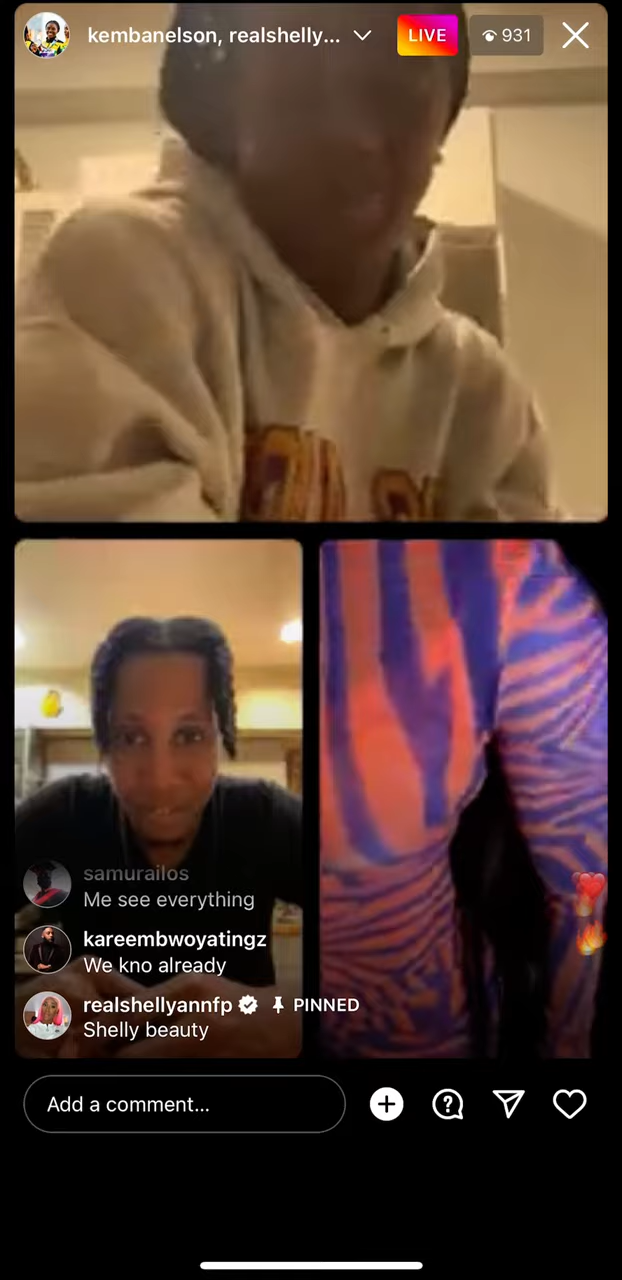 kembanelson, realshelly...
LIVE
931
samurailos
Me see everything
kareembwoyatingz
We kno already
realshellyannfp PINNED
Shelly beauty
Add a comment...